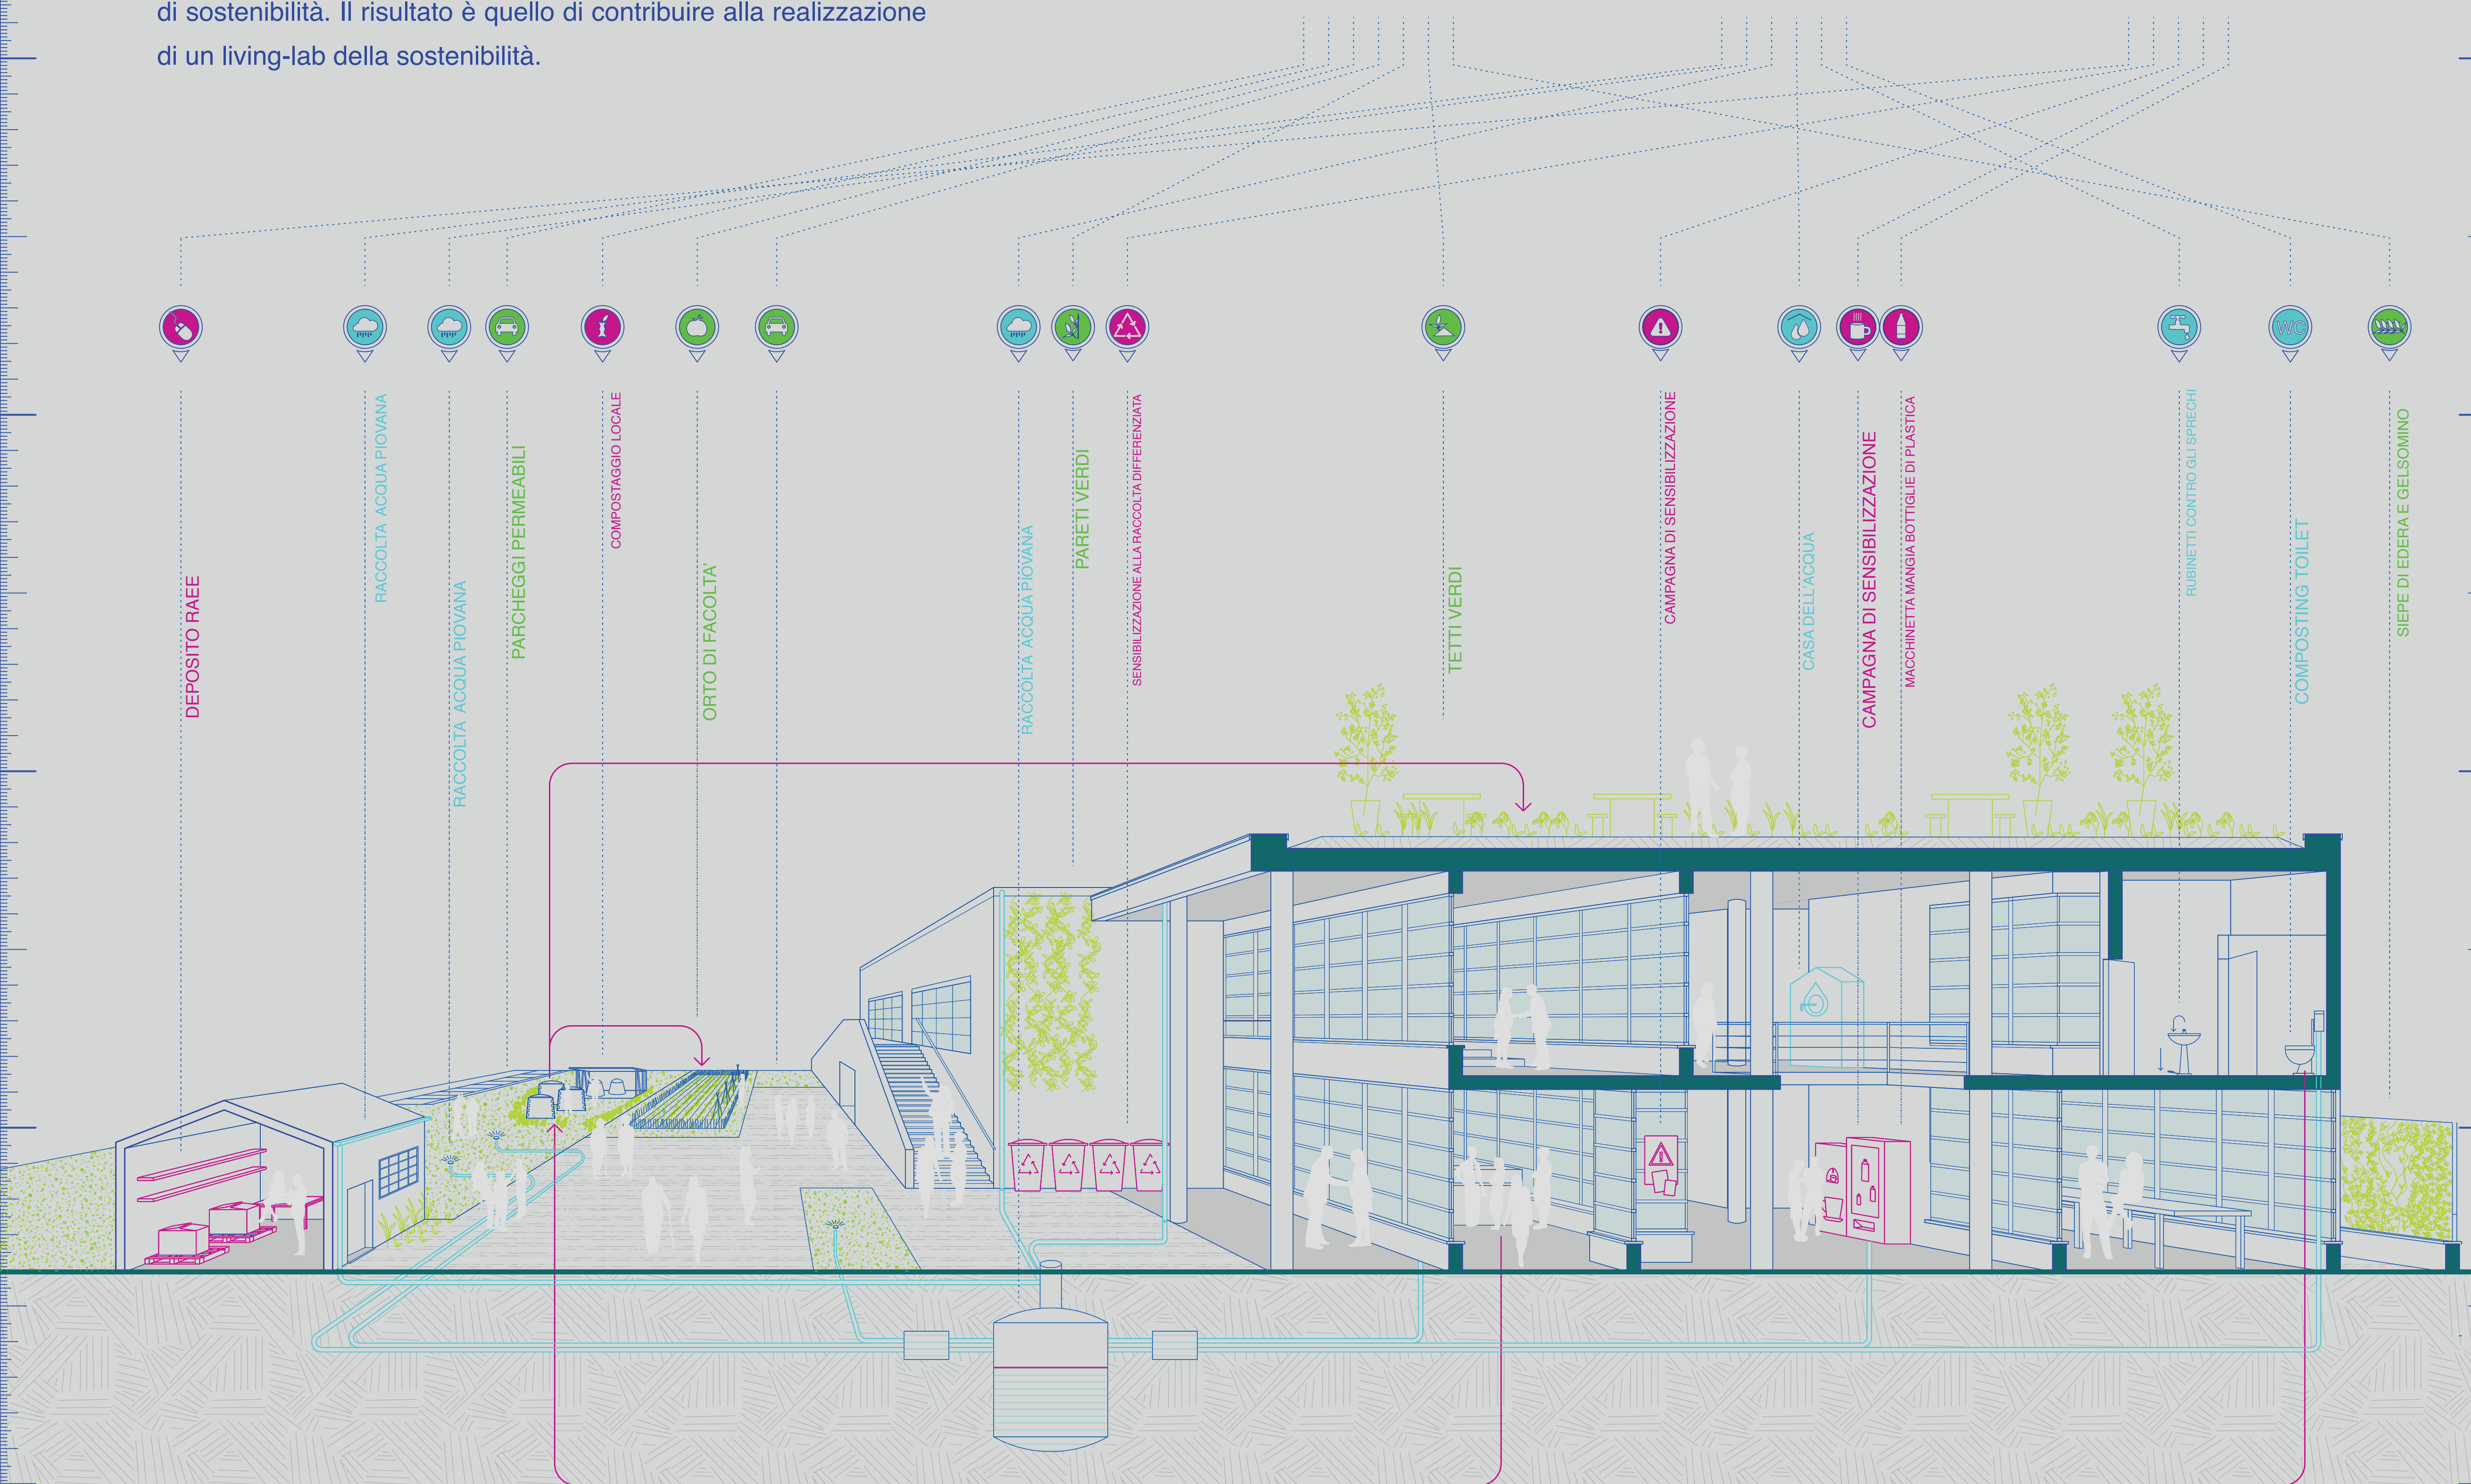 di sostenibilità. Il risultato è quello di contribuire alla realizzazione
di un living-lab della sostenibilità.
WC
DEPOSITO RAEE
RACCOLTA ACQUA PIOVANA
RACCOLTA ACQUA PIOVANA
PARCHEGGI PERMEABILI
COMPOSTAGGIO LOCALE
ORTO DI FACOLTA'
RACCOLTA ACQUA PIOVANA
PARETI VERDI
SENSIBILIZZAZIONE ALLA RACCOLTA DIFFERENZIATA
TETTI VERDI
CAMPAGNA DI SENSIBILIZZAZIONE
CASA DELL'ACQUA
CAMPAGNA DI SENSIBILIZZAZIONE
MACCHINETTA MANGIA BOTTIGLIE DI PLASTICA
RUBINETTI CONTRO GLI SPRECHI
COMPOSTING TOILET
SIEPE DI EDERA E GELSOMINO